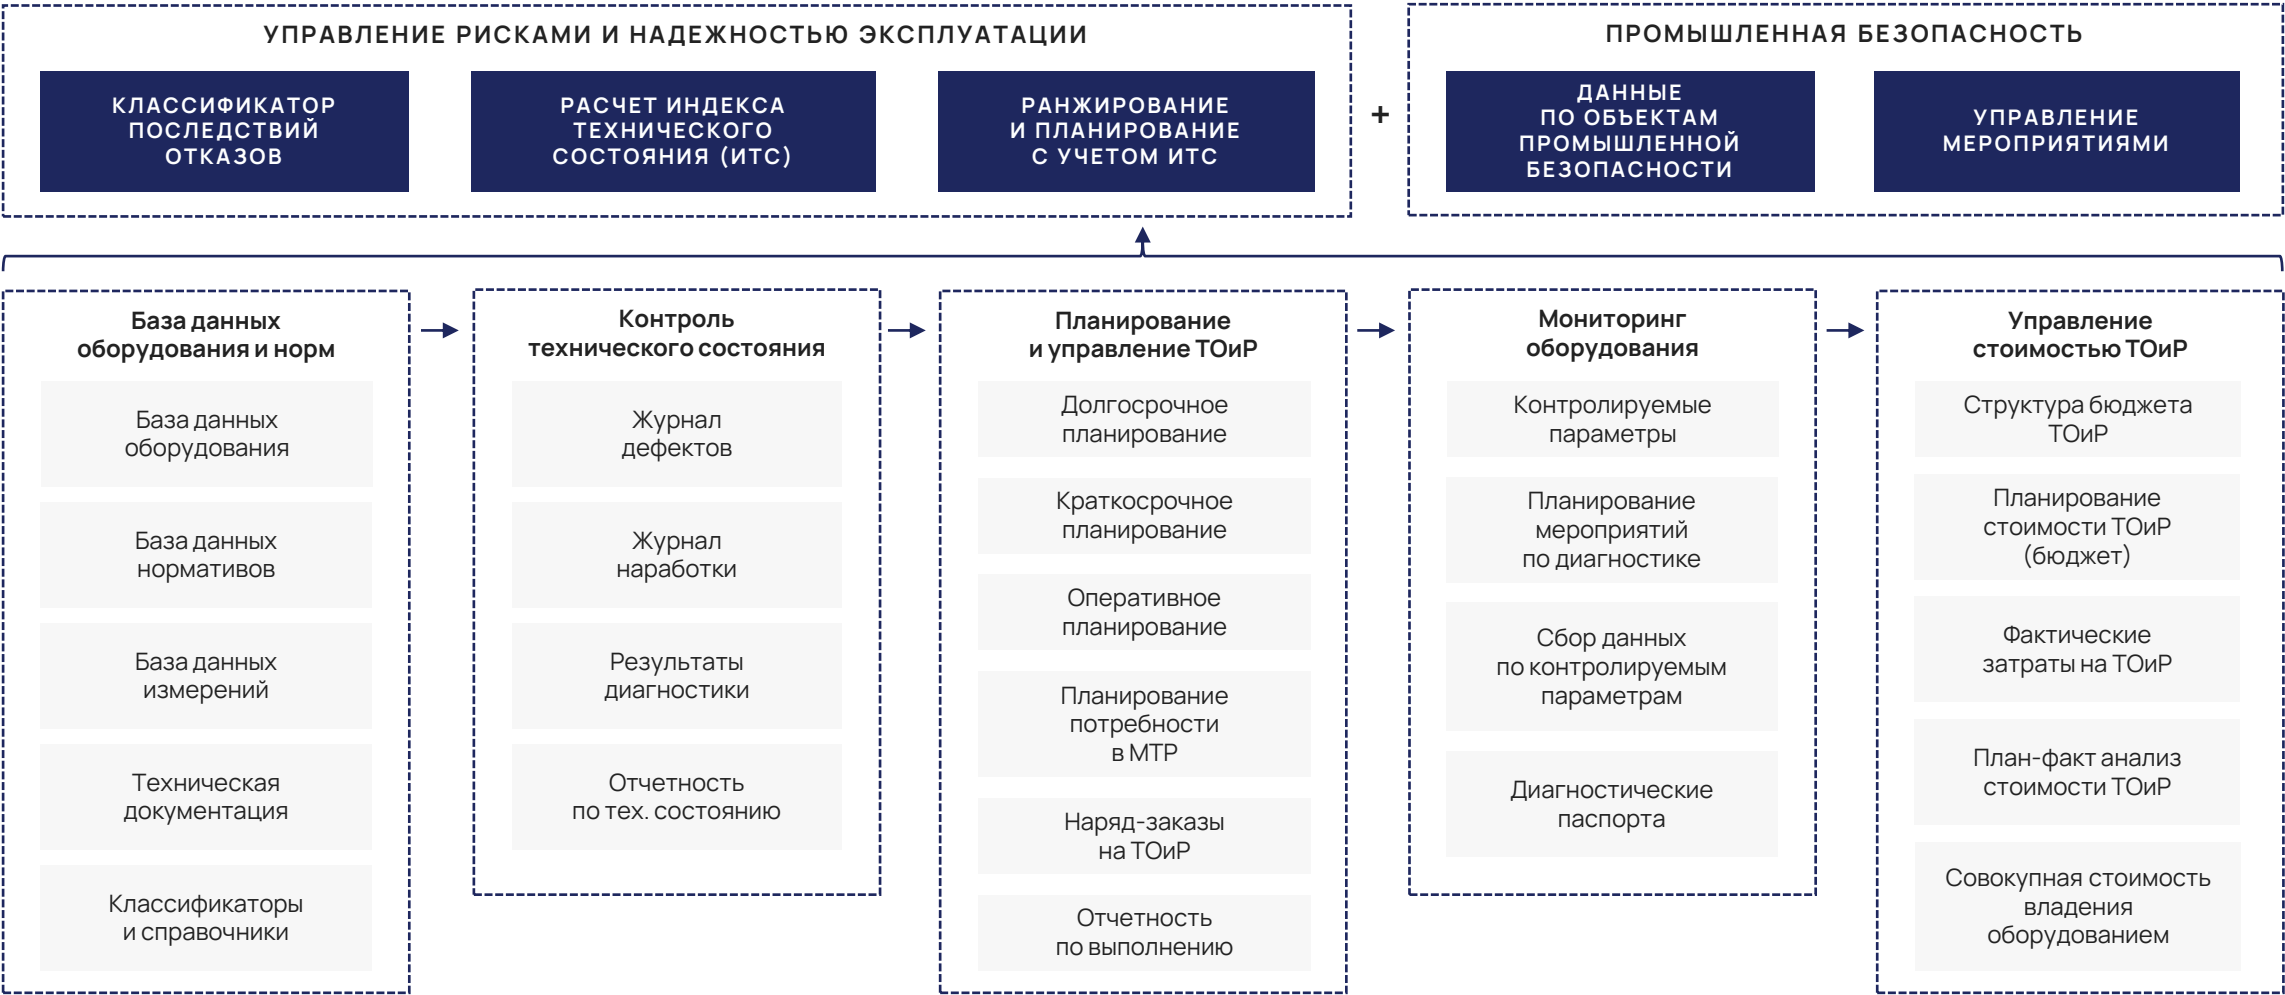 УПРАВЛЕНИЕ РИСКАМИ И НАДЕЖНОСТЬЮ ЭКСПЛУАТАЦИИ
КЛАССИФИКАТОР
ПОСЛЕДСТВИЙ
ОТКАЗОВ
РАСЧЕТ ИНДЕКСА
ТЕХНИЧЕСКОГО
СОСТОЯНИЯ (ИТС)
РАНЖИРОВАНИЕ
И ПЛАНИРОВАНИЕ
С УЧЕТОМ ИТС
+
ПРОМЫШЛЕННАЯ БЕЗОПАСНОСТЬ
ДАННЫЕ
ПО ОБЪЕКТАМ
ПРОМЫШЛЕННОЙ
БЕЗОПАСНОСТИ
УПРАВЛЕНИЕ
МЕРОПРИЯТИЯМИ
База данных
оборудования и норм
База данных
оборудования
База данных
нормативов
База данных
измерений
Техническая
документация
Классификаторы
и справочники
Контроль
технического состояния
Журнал
дефектов
Журнал
наработки
Результаты
диагностики
Отчетность
по тех. состоянию
Планирование
и управление ТОиР
Долгосрочное
планирование
Краткосрочное
планирование
Оперативное
планирование
Планирование
потребности
в МТР
Наряд-заказы
на ТОиР
Отчетность
по выполнению
Мониторинг
оборудования
Контролируемые
параметры
Планирование
мероприятий
по диагностике
Сбор данных
по контролируемым
параметрам
Диагностические
паспорта
Управление
стоимостью ТОиР
Структура бюджета
ТОиР
Планирование
стоимости ТОиР
(бюджет)
Фактические
затраты на ТОиР
План-факт анализ
стоимости ТОиР
Совокупная стоимость
владения
оборудованием